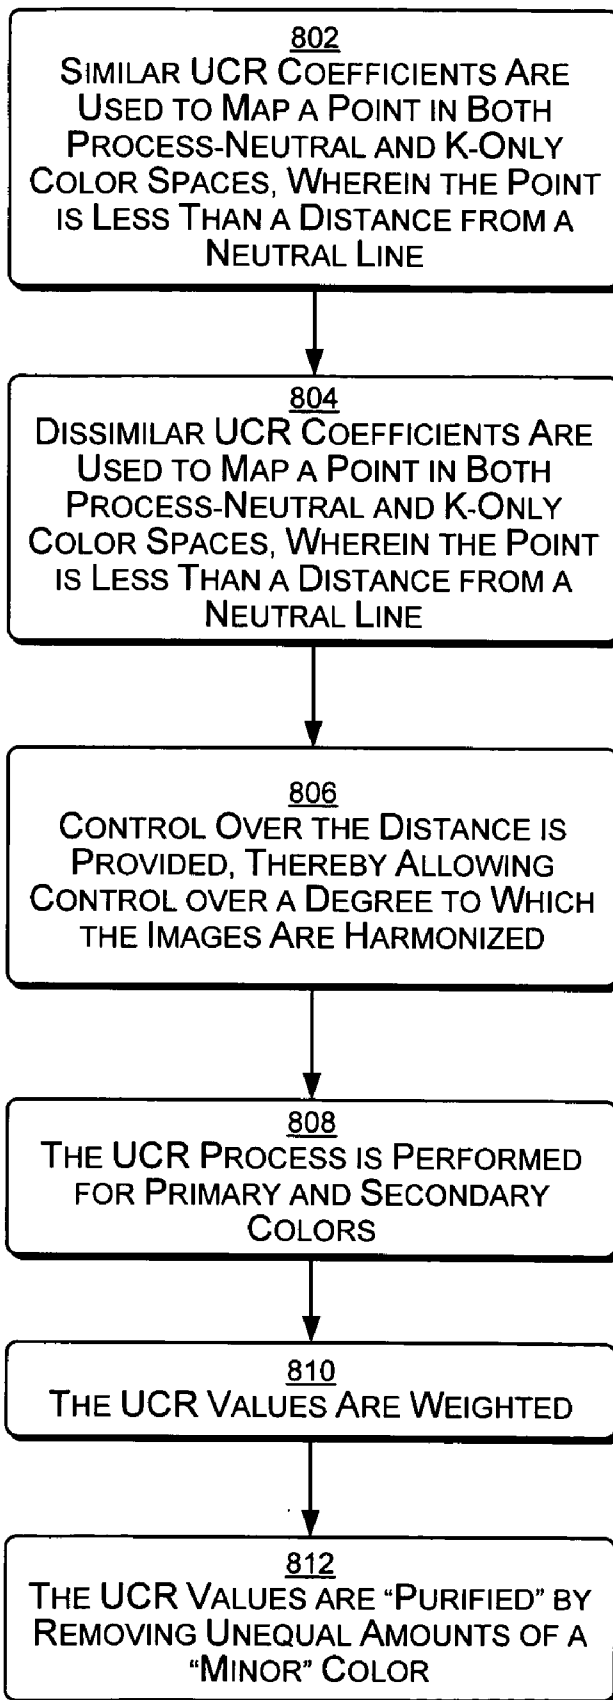 802
SIMILAR UCR COEFFICIENTS ARE
USED TO MAP A POINT IN BOTH
PROCESS-NEUTRAL AND K-ONLY
COLOR SPACES, WHEREIN THE POINT
IS LESS THAN A DISTANCE FROM A
NEUTRAL LINE
804
DISSIMILAR UCR COEFFICIENTS ARE
USED TO MAP A POINT IN BOTH
PROCESS-NEUTRAL AND K-ONLY
COLOR SPACES, WHEREIN THE POINT
IS LESS THAN A DISTANCE FROM A
NEUTRAL LINE
806
CONTROL OVER THE DISTANCE IS
PROVIDED, THEREBY ALLOWING
CONTROL OVER A DEGREE TO WHICH
THE IMAGES ARE HARMONIZED
808
THE UCR PROCESS IS PERFORMED
FOR PRIMARY AND SECONDARY
COLORS
810
THE UCR VALUES ARE WEIGHTED
812
THE UCR VALUES ARE “PURIFIED” BY
REMOVING UNEQUAL AMOUNTS OF A
“MINOR” COLOR